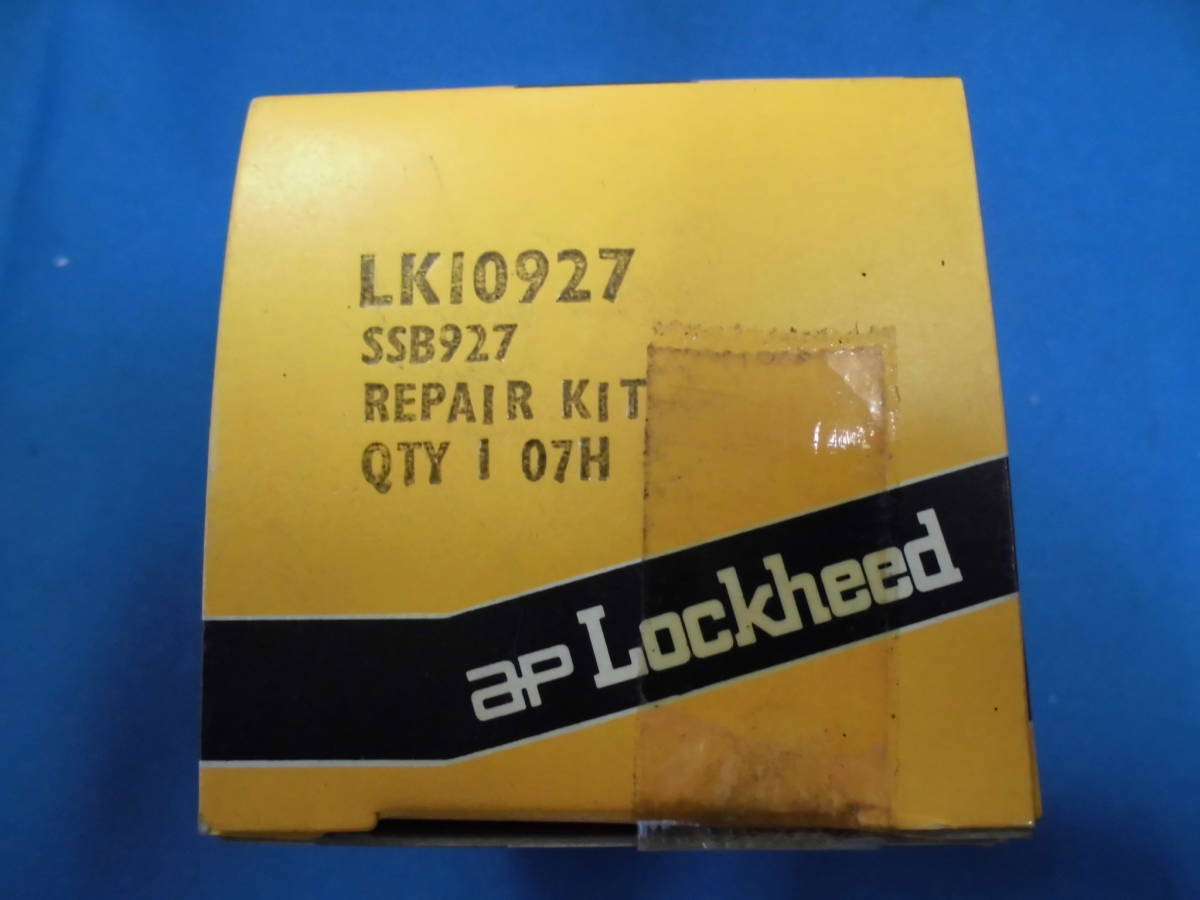 LK10927
SSB927
REPAIR KIT
QTY 1 07H
ap Lockheed